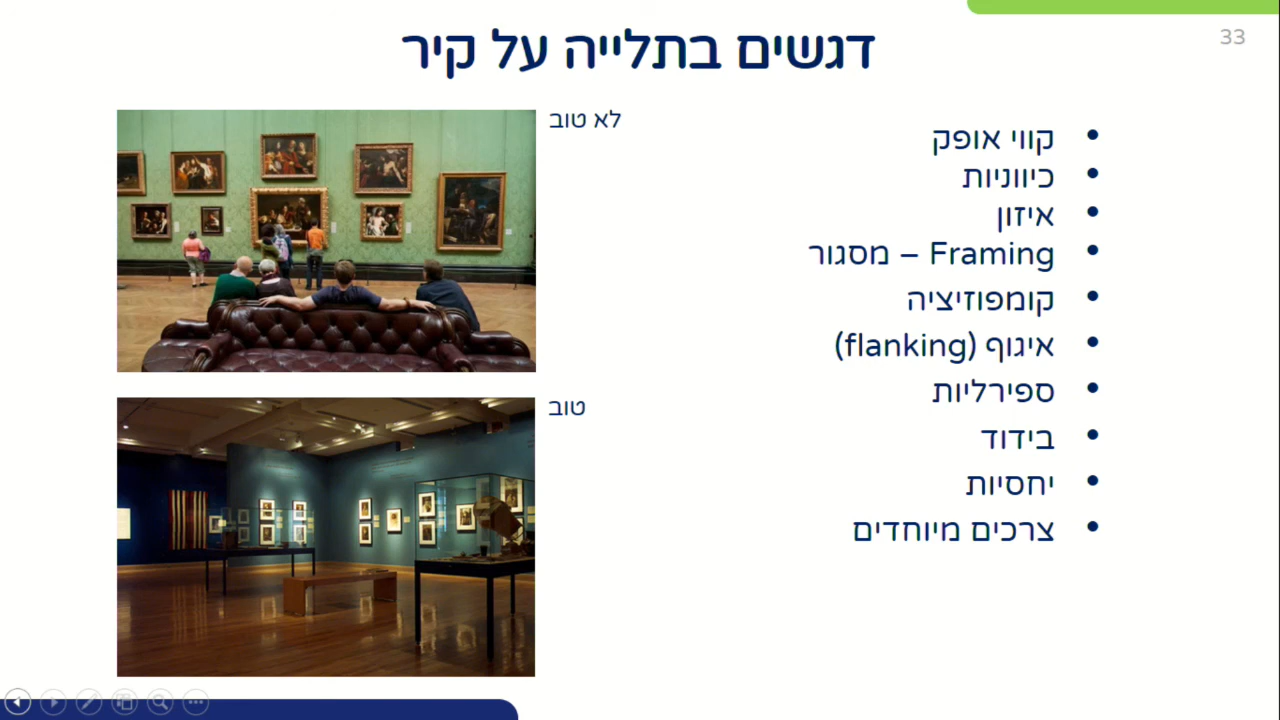 33
דגשים בתלייה על קיר
• קווי אופק
• כיווניות
• איזון
• Framing – מסגור
• קומפוזיציה
• איגוף (flanking)
• ספירליות
• בידוד
• יחסיות
• צרכים מיוחדים
לא טוב
טוב